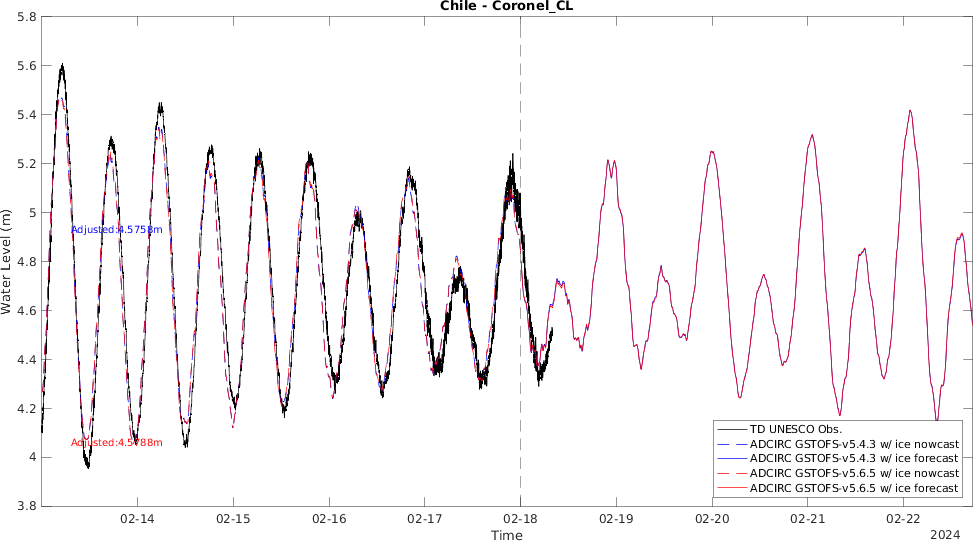 Chile - Coronel_CL
5.8
5.6
5.4
5.2
5
4.8
4.6
4.4
4.2
4
3.8
Water Level (m)
Adjusted:4.5758m
Adjusted:4.5788m
TD UNESCO Obs.
ADCIRC GSTOFS-v5.4.3 w/ ice nowcast
ADCIRC GSTOFS-v5.4.3 w/ ice forecast
ADCIRC GSTOFS-v5.6.5 w/ ice nowcast
ADCIRC GSTOFS-v5.6.5 w/ ice forecast
02-14 02-15 02-16 02-17 02-18 02-19 02-20 02-21 02-22
Time
2024